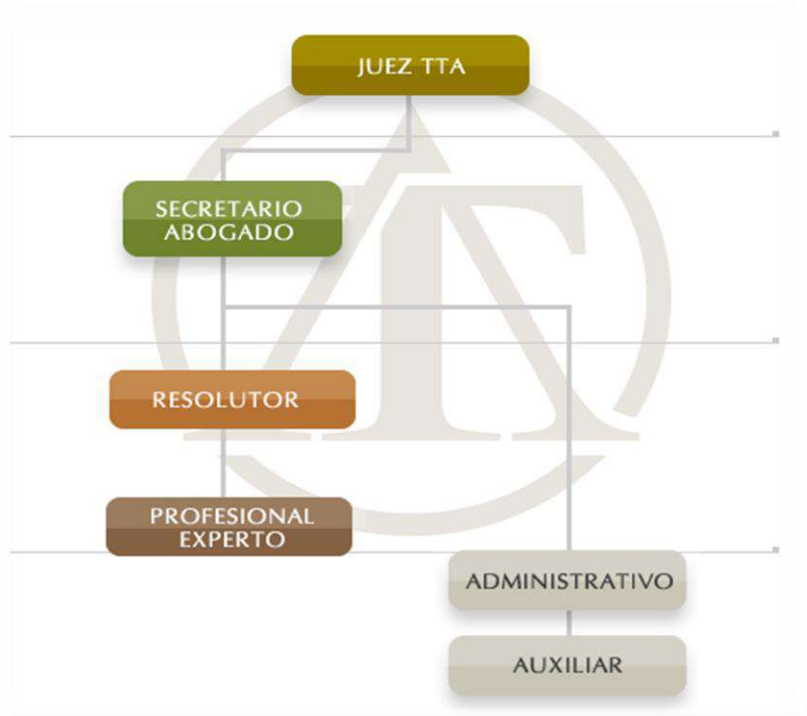 JUEZ TTA
SECRETARIO
ABOGADO
RESOLUTOR
PROFESIONAL
EXPERTO
ADMINISTRATIVO
AUXILIAR